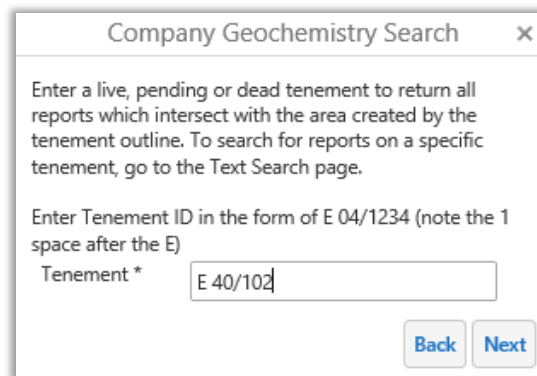 Company Geochemistry Search ×
Enter a live, pending or dead tenement to return all
reports which intersect with the area created by the
tenement outline. To search for reports on a specific
tenement, go to the Text Search page.
Enter Tenement ID in the form of E 04/1234 (note the 1
space after the E)
Tenement * E 40/102
Back Next